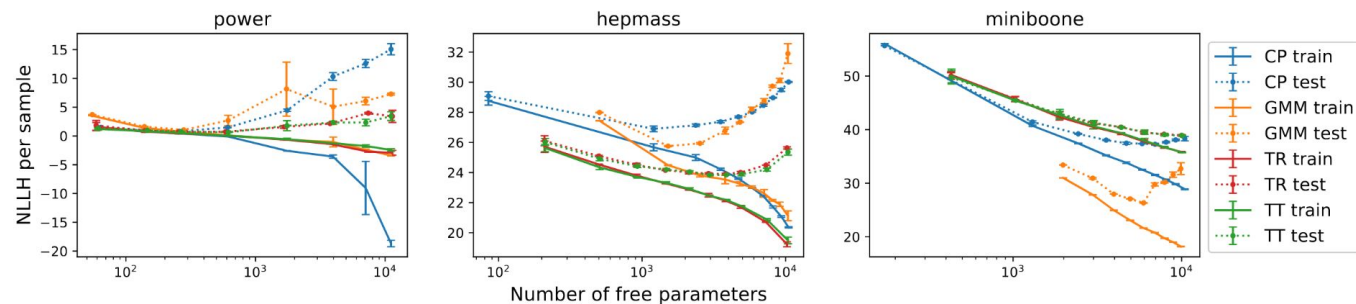 power
hepmass
miniboone
NLLH per sample
15
10
5
0
−5
−10
−15
−20
10²
10³
10⁴
32
30
28
26
24
22
20
10²
10³
10⁴
50
40
30
20
10³
10⁴
Number of free parameters
CP train
CP test
GMM train
GMM test
TR train
TR test
TT train
TT test